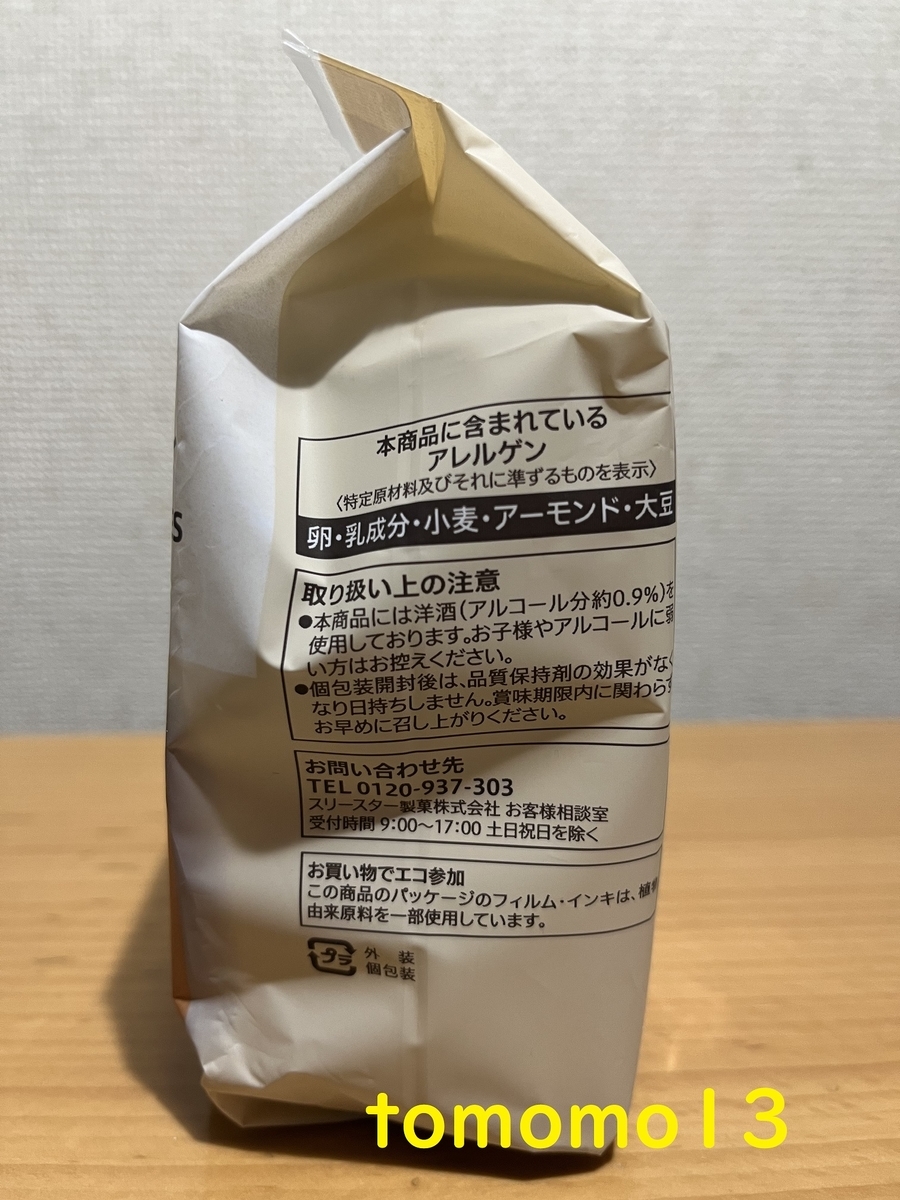 S
本商品に含まれている
アレルゲン
〈特定原材料及びそれに準ずるものを表示〉
卵・乳成分・小麦・アーモンド・大豆
取り扱い上の注意
●本商品には洋酒(アルコール分約0.9%)を
使用しております。お子様やアルコールに弱
い方はお控えください。
●個包装開封後は、品質保持剤の効果がなく
なり日持ちしません。賞味期限内に関わらず
お早めに召し上がりください。
お問い合わせ先
TEL 0120-937-303
スリースター製菓株式会社 お客様相談室
受付時間 9:00〜17:00 土日祝日を除く
お買い物でエコ参加
この商品のパッケージのフィルム・インキは、植物
由来原料を一部使用しています。
プラ 外 装
個包装
tomomo13